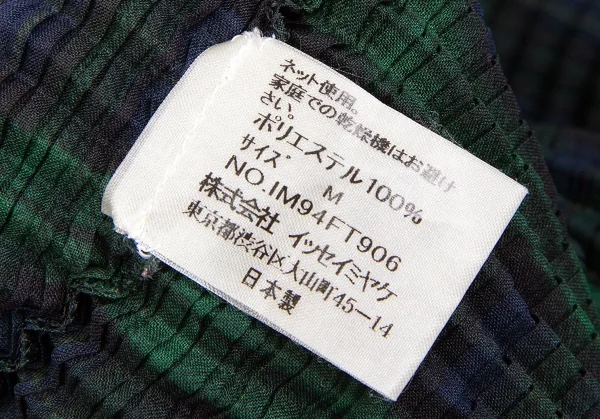 ネット使用。
家庭での乾燥機はお避け
さい。
ポリエステル100%
サイズ M
NO.IM94FT906
株式会社 イッセイミヤケ
東京都渋谷区大山町45−14
日本製